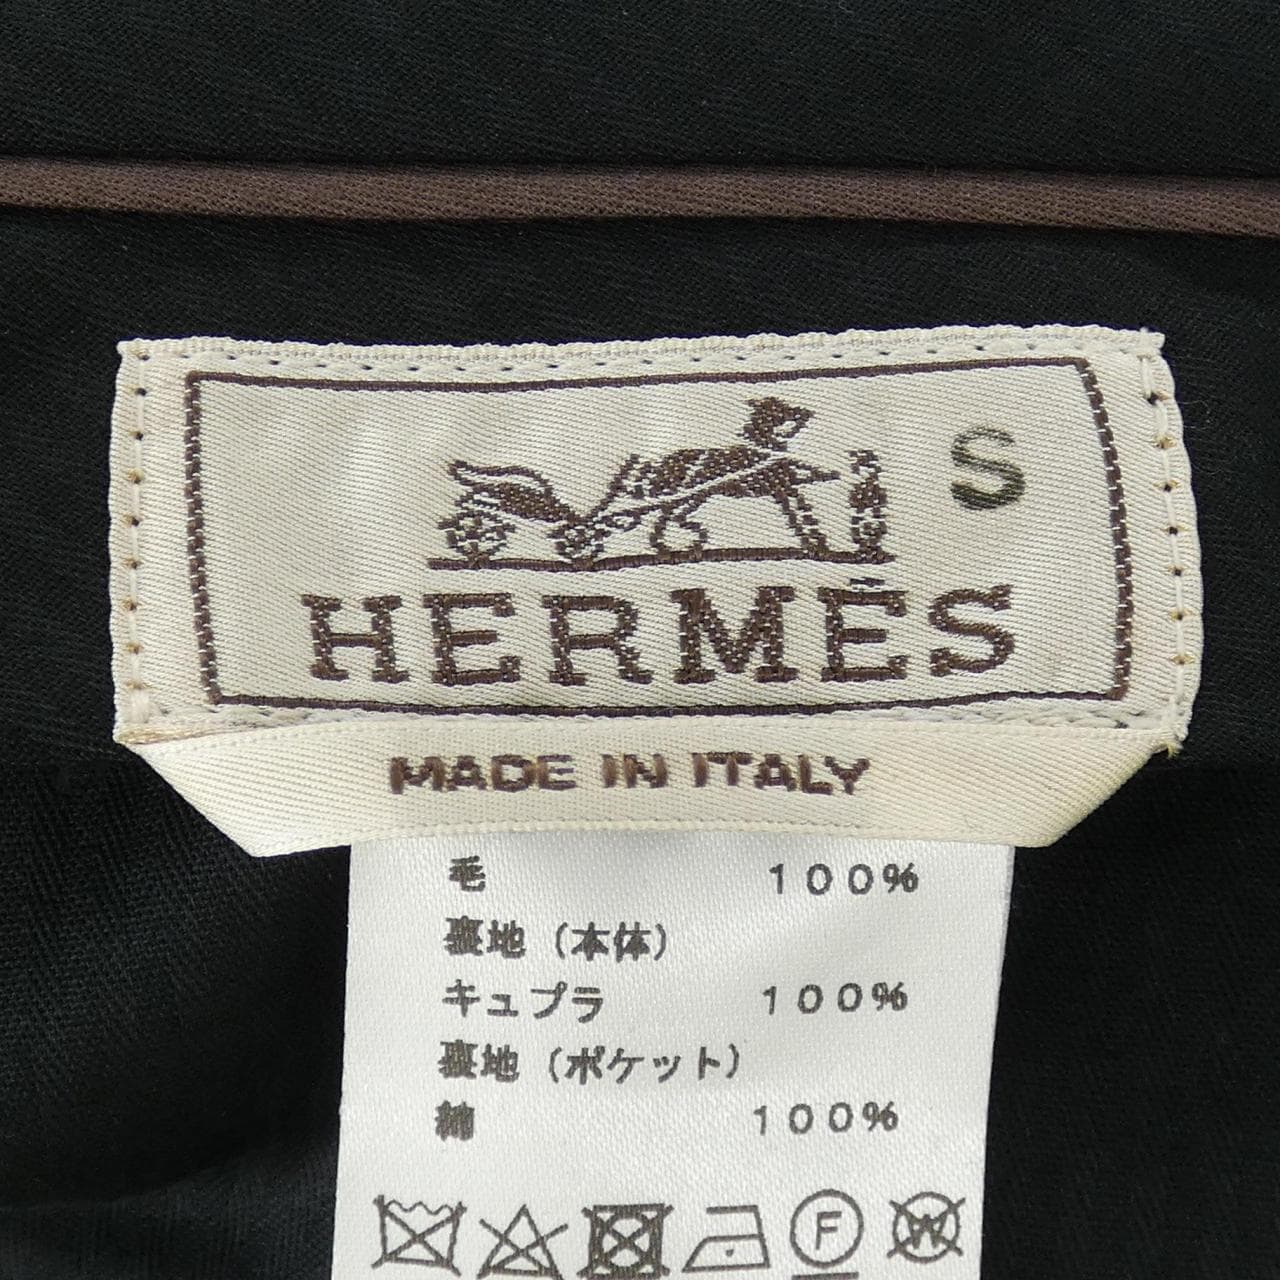 S
HERMÈS
MADE IN ITALY
毛 100%
裏地(本体)
キュプラ 100%
裏地(ポケット)
綿 100%
F
W